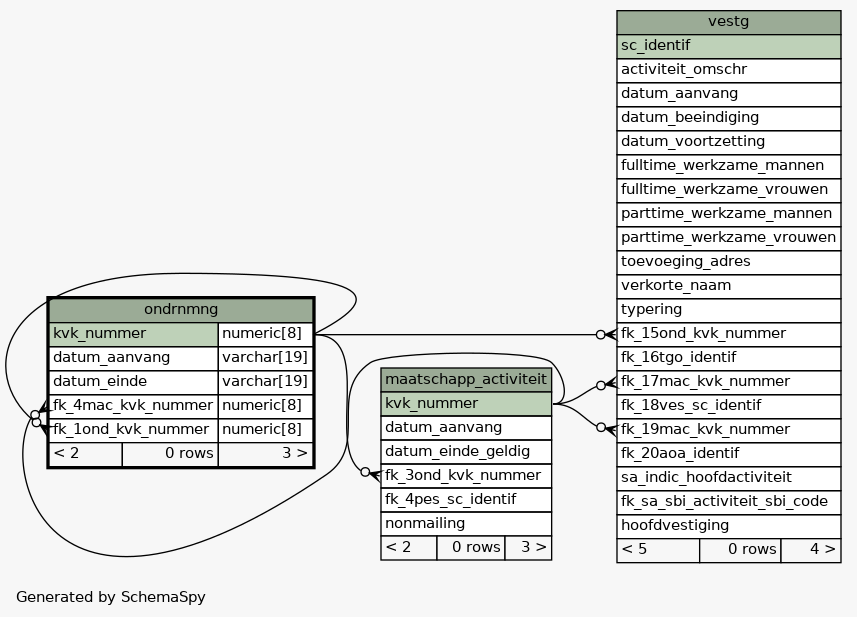 vestg
sc_identif
activiteit_omschr
datum_aanvang
datum_beeindiging
datum_voortzetting
fulltime_werkzame_mannen
fulltime_werkzame_vrouwen
parttime_werkzame_mannen
parttime_werkzame_vrouwen
toevoeging_adres
verkorte_naam
typering
fk_15ond_kvk_nummer
fk_16tgo_identif
fk_17mac_kvk_nummer
fk_18ves_sc_identif
fk_19mac_kvk_nummer
fk_20aoa_identif
sa_indic_hoofdactiviteit
fk_sa_sbi_activiteit_sbi_code
hoofdvestiging
< 5 0 rows 4 >
ondrnmng
kvk_nummer numeric[8]
datum_aanvang varchar[19]
datum_einde varchar[19]
fk_4mac_kvk_nummer numeric[8]
fk_1ond_kvk_nummer numeric[8]
< 2 0 rows 3 >
maatschapp_activiteit
kvk_nummer
datum_aanvang
datum_einde_geldig
fk_3ond_kvk_nummer
fk_4pes_sc_identif
nonmailing
< 2 0 rows 3 >
Generated by SchemaSpy